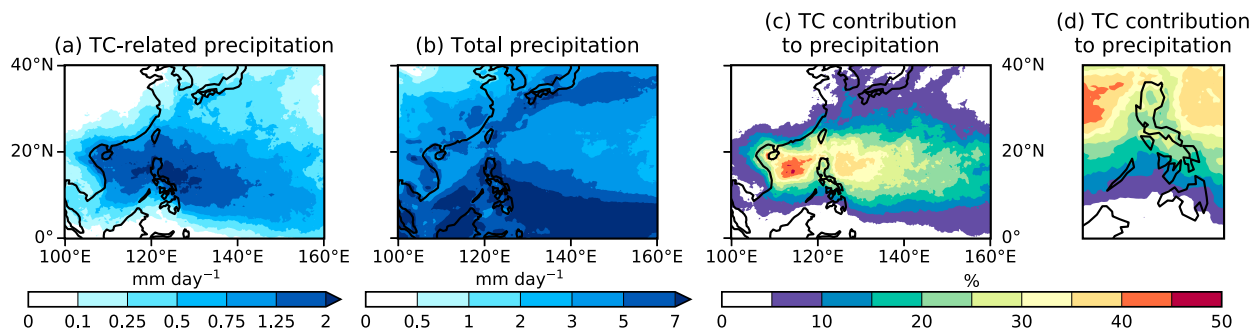 (a) TC-related precipitation
(b) Total precipitation
(c) TC contribution
to precipitation
(d) TC contribution
to precipitation
40°N
20°N
0°
100°E 120°E 140°E 160°E
mm day⁻¹
0 0.1 0.25 0.5 0.75 1.25 2
100°E 120°E 140°E 160°E
mm day⁻¹
0 0.5 1 2 3 5 7
40°N
20°N
0°
100°E 120°E 140°E 160°E
%
0 10 20 30 40 50